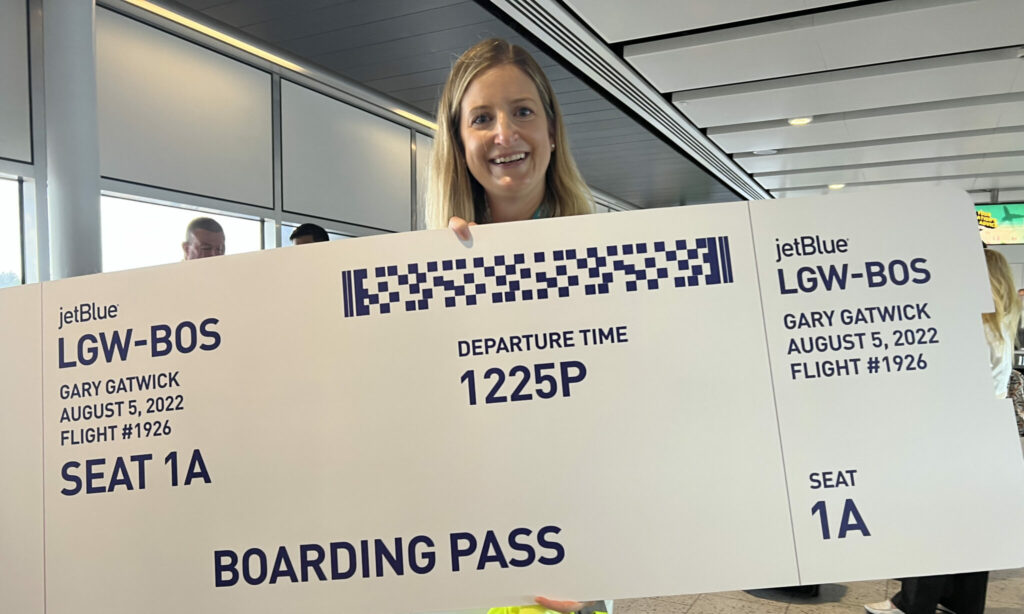 jetBlue
LGW-BOS
GARY GATWICK
AUGUST 5, 2022
FLIGHT #1926
SEAT 1A
DEPARTURE TIME
1225P
BOARDING PASS
jetBlue
LGW-BOS
GARY GATWICK
AUGUST 5, 2022
FLIGHT #1926
SEAT
1A